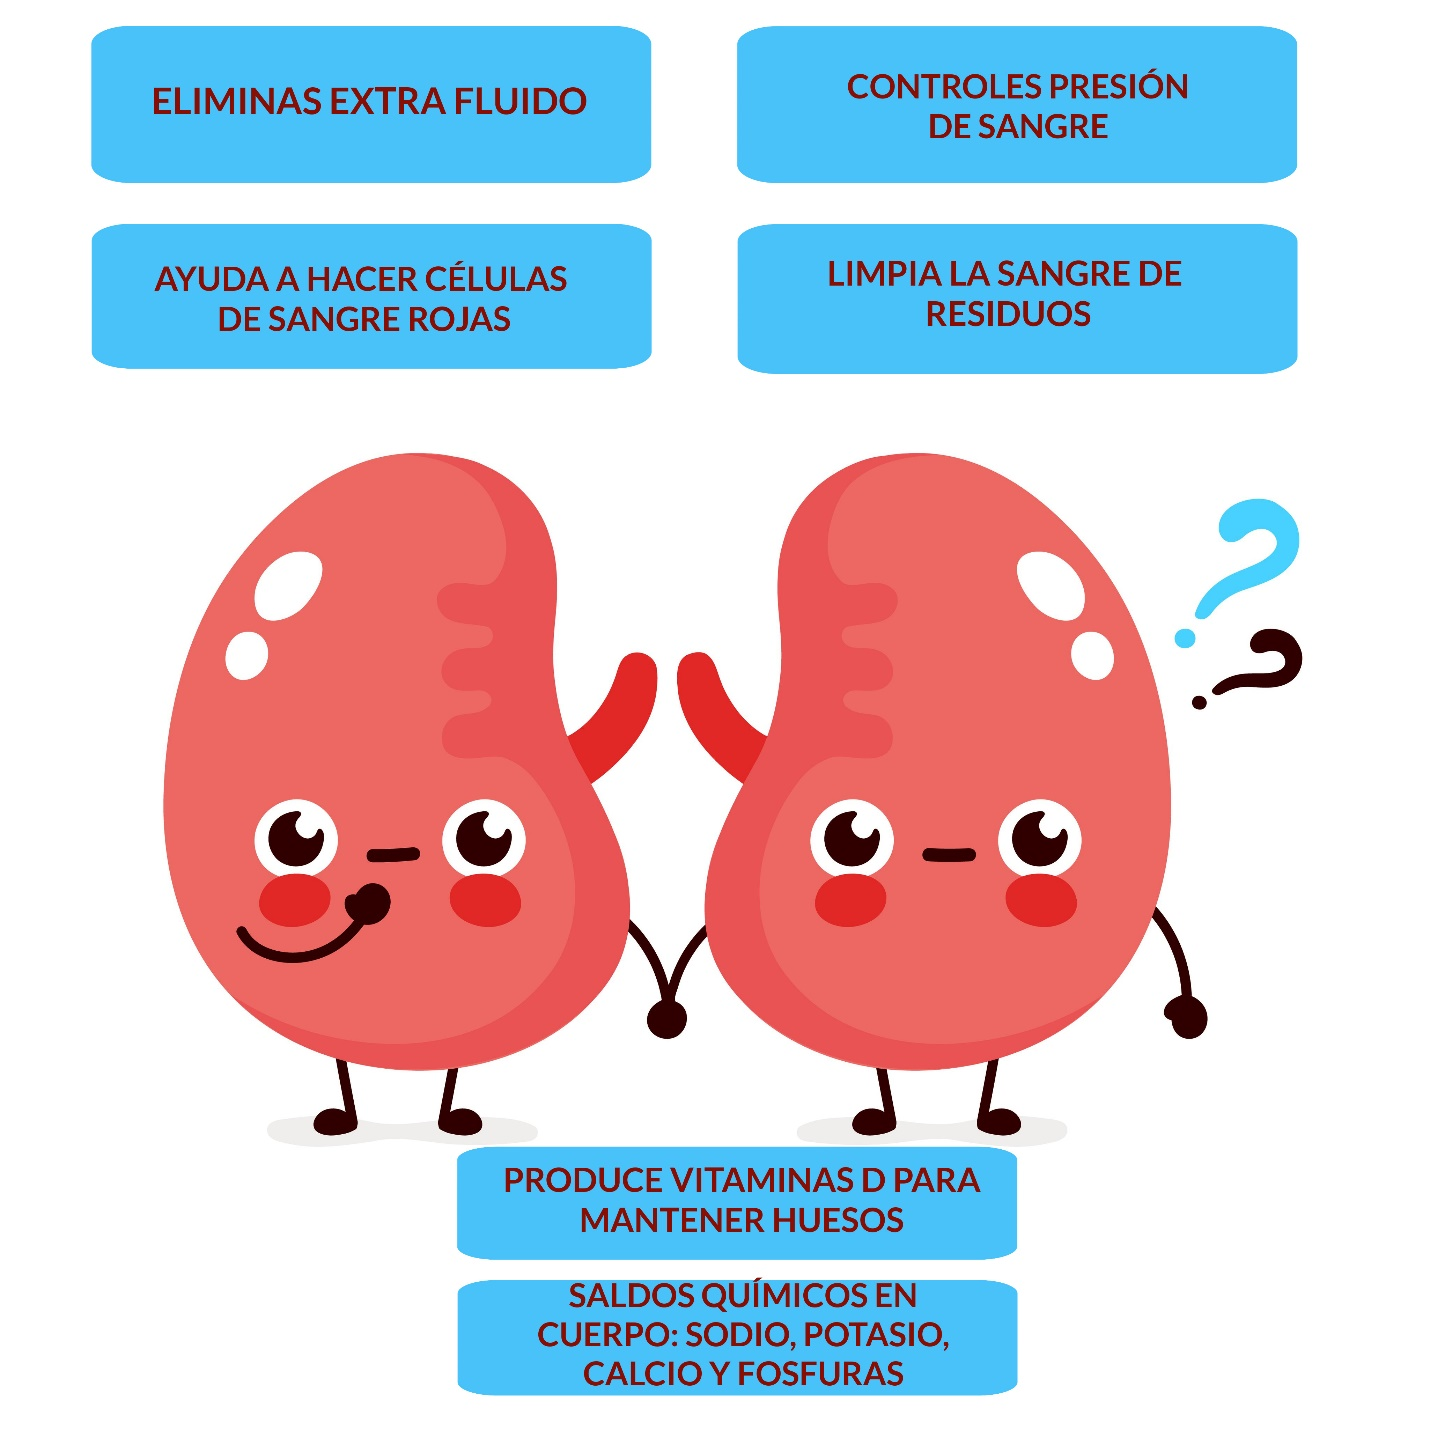 ELIMINAS EXTRA FLUIDO
CONTROLES PRESIÓN
DE SANGRE
AYUDA A HACER CÉLULAS
DE SANGRE ROJAS
LIMPIA LA SANGRE DE
RESIDUOS
?
?
PRODUCE VITAMINAS D PARA
MANTENER HUESOS
SALDOS QUÍMICOS EN
CUERPO: SODIO, POTASIO,
CALCIO Y FOSFURAS